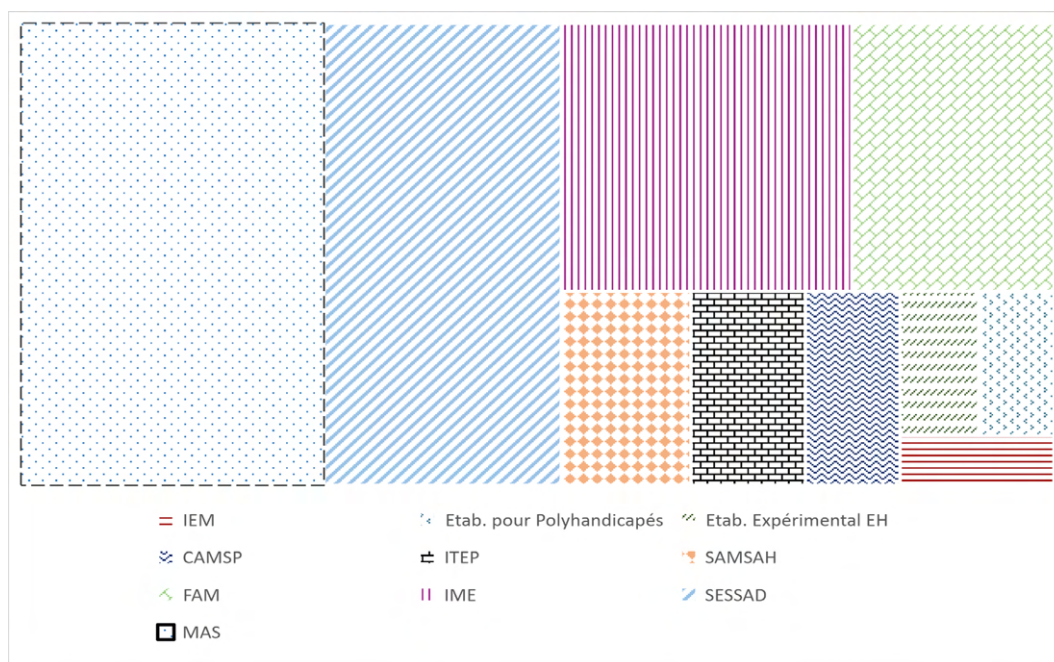 IEM Etab. pour Polyhandicapés Etab. Expérimental EH
CAMSP ITEP SAMSAH
FAM IME SESSAD
MAS